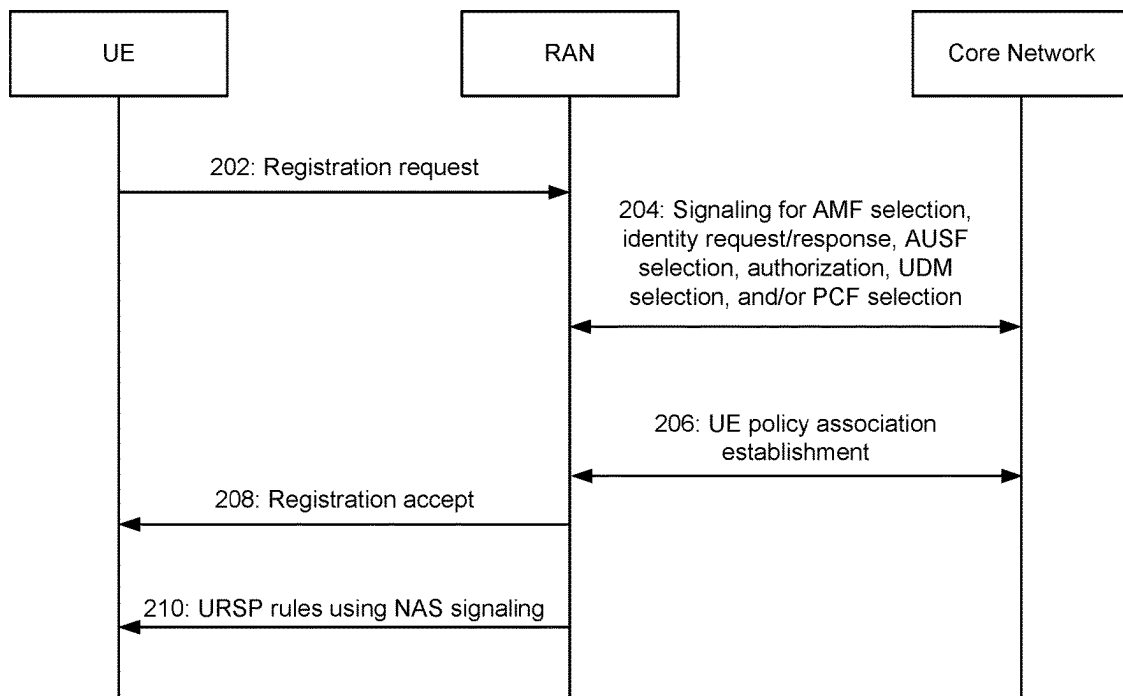 UE
RAN
Core Network
202: Registration request
204: Signaling for AMF selection,
identity request/response, AUSF
selection, authorization, UDM
selection, and/or PCF selection
206: UE policy association
establishment
208: Registration accept
210: URSP rules using NAS signaling